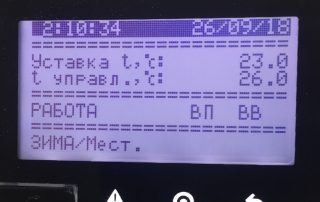 2:10:34 26/09/18
Уставка t,°C: 23.0
t управл.,°C: 26.0
РАБОТА ВП ВВ
ЗИМА/Мест.